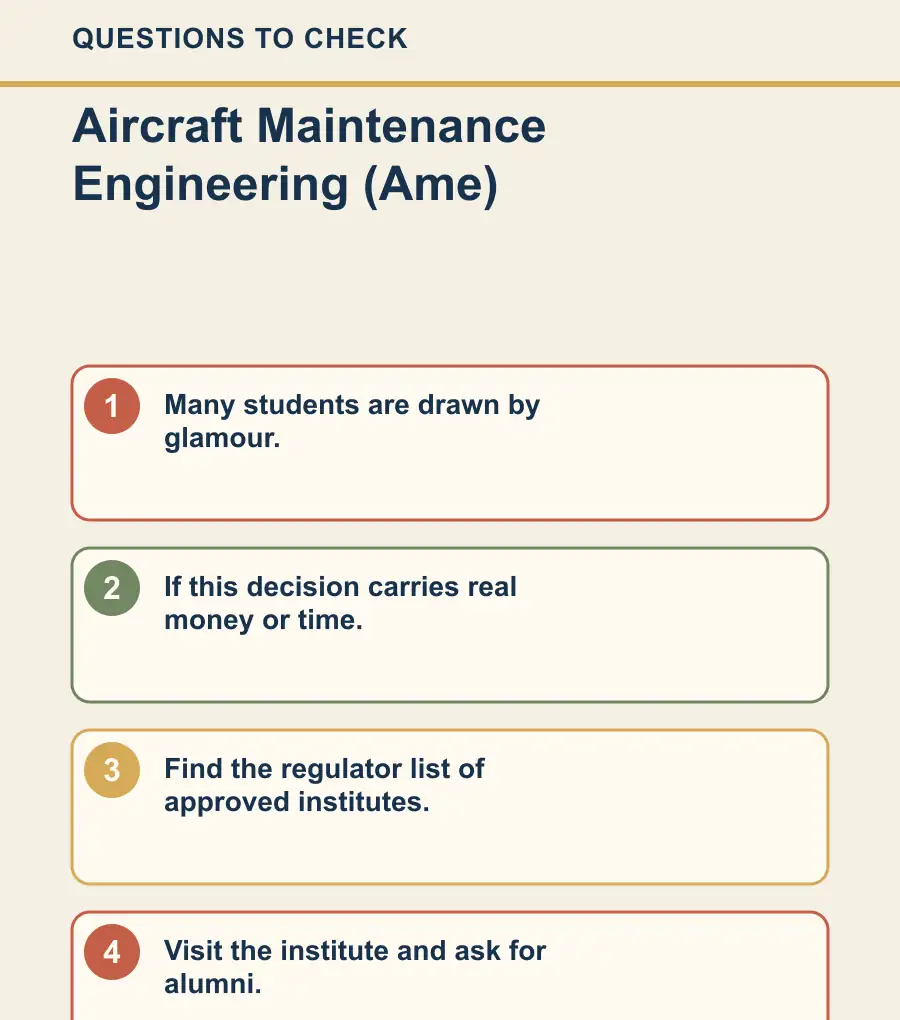 QUESTIONS TO CHECK
Aircraft Maintenance
Engineering (Ame)
1
Many students are drawn by
glamour.
2
If this decision carries real
money or time.
3
Find the regulator list of
approved institutes.
4
Visit the institute and ask for
alumni.